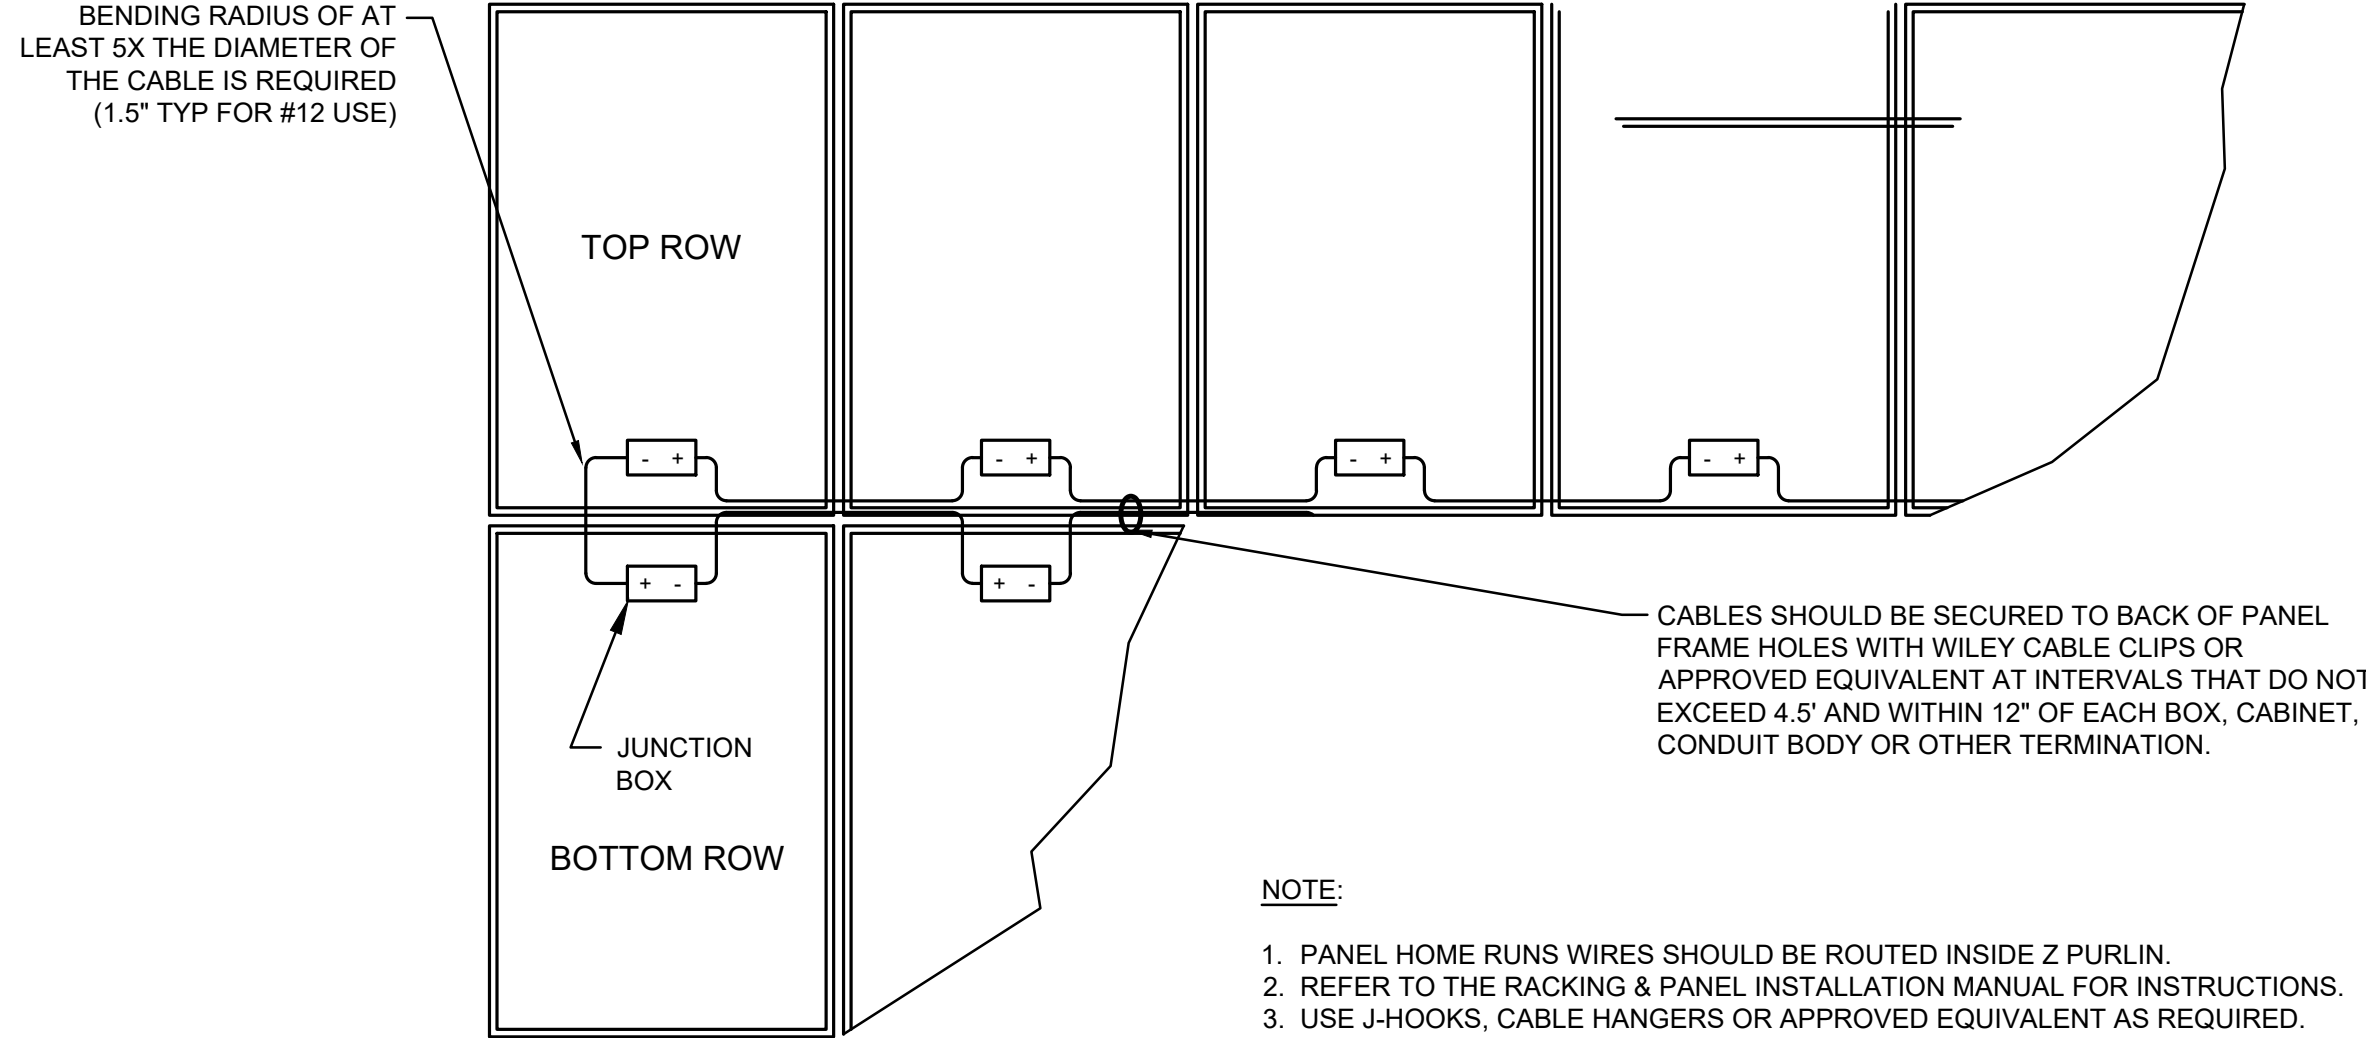 BENDING RADIUS OF AT
LEAST 5X THE DIAMETER OF
THE CABLE IS REQUIRED
(1.5" TYP FOR #12 USE)
TOP ROW
- +
- +
- +
- +
+ -
+ -
JUNCTION
BOX
BOTTOM ROW
CABLES SHOULD BE SECURED TO BACK OF PANEL
FRAME HOLES WITH WILEY CABLE CLIPS OR
APPROVED EQUIVALENT AT INTERVALS THAT DO NOT
EXCEED 4.5' AND WITHIN 12" OF EACH BOX, CABINET,
CONDUIT BODY OR OTHER TERMINATION.
NOTE:
1. PANEL HOME RUNS WIRES SHOULD BE ROUTED INSIDE Z PURLIN.
2. REFER TO THE RACKING & PANEL INSTALLATION MANUAL FOR INSTRUCTIONS.
3. USE J-HOOKS, CABLE HANGERS OR APPROVED EQUIVALENT AS REQUIRED.